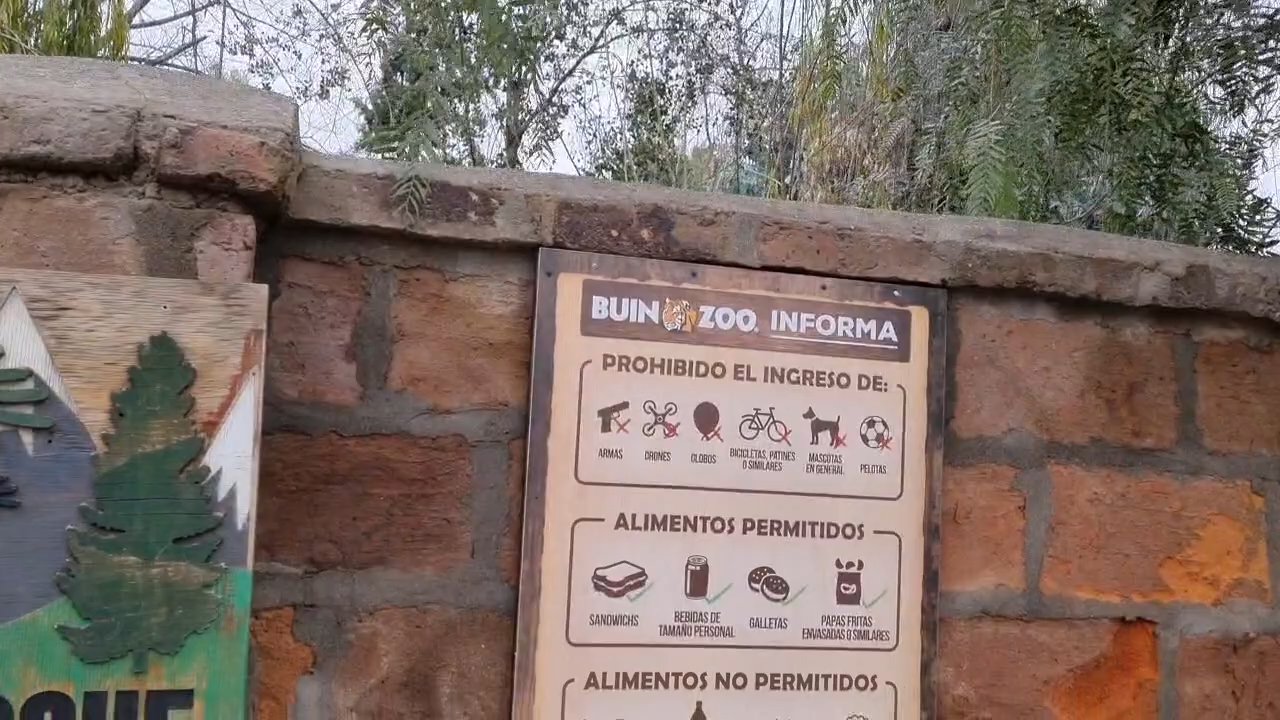 BUIN ZOO INFORMA
PROHIBIDO EL INGRESO DE:
ARMAS
DRONES
GLOBOS
BICICLETAS, PATINES
O SIMILARES
MASCOTAS
EN GENERAL
PELOTAS
ALIMENTOS PERMITIDOS
SANDWICHS
BEBIDAS DE
TAMAÑO PERSONAL
GALLETAS
PAPAS FRITAS
ENVASADAS O SIMILARES
ALIMENTOS NO PERMITIDOS